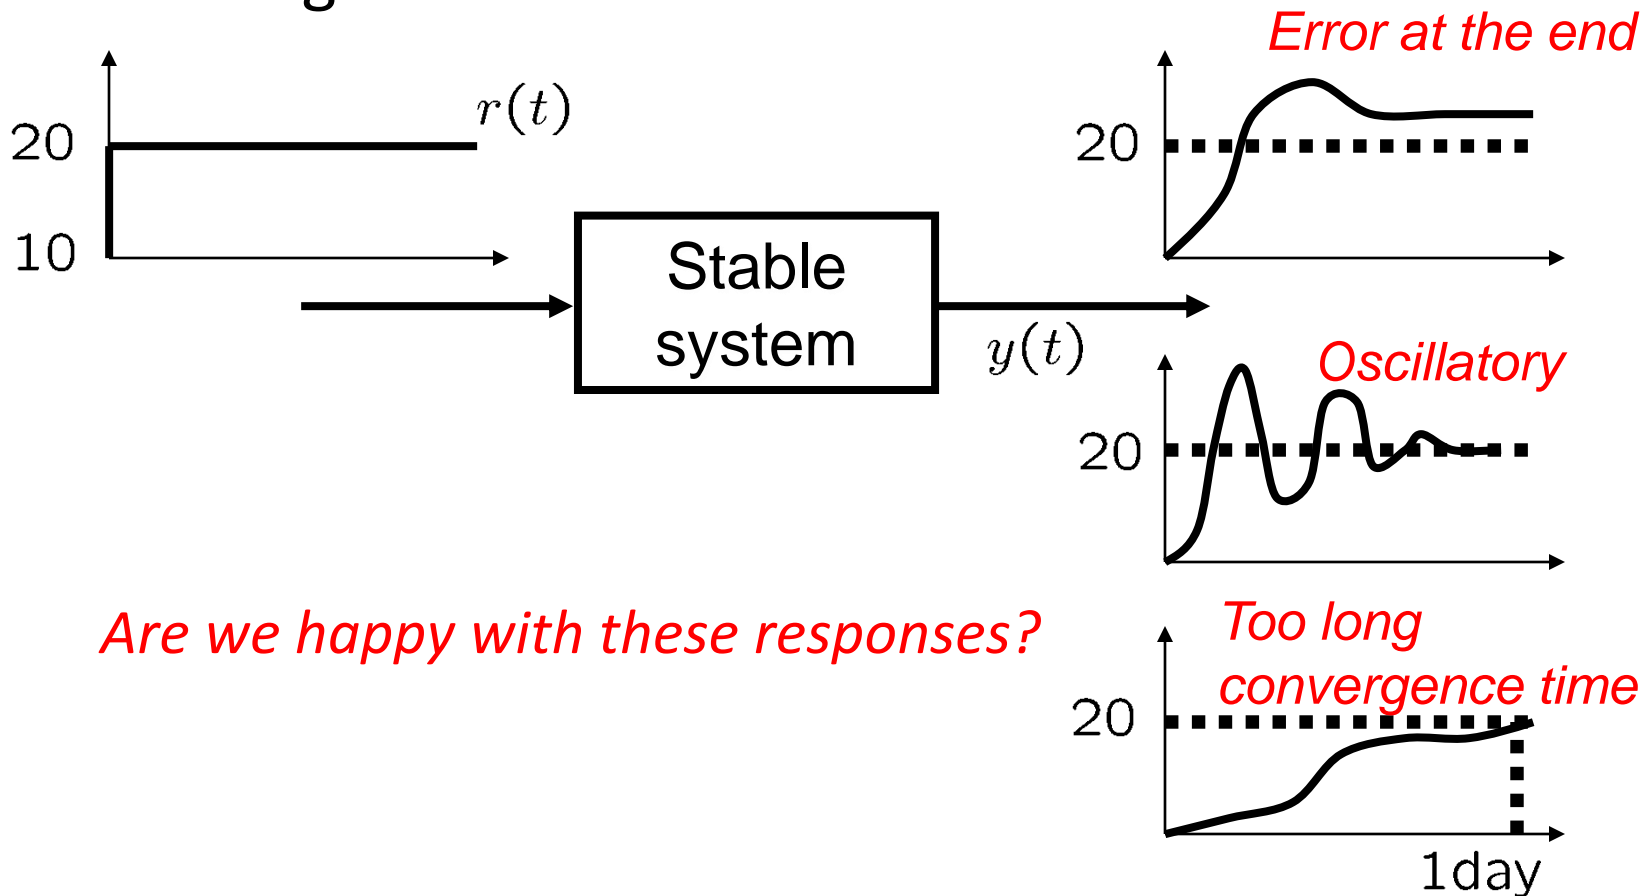 Error at the end
r(t)
20
10
20
Stable
system
y(t)
Oscillatory
20
Are we happy with these responses?
Too long
convergence time
20
1day